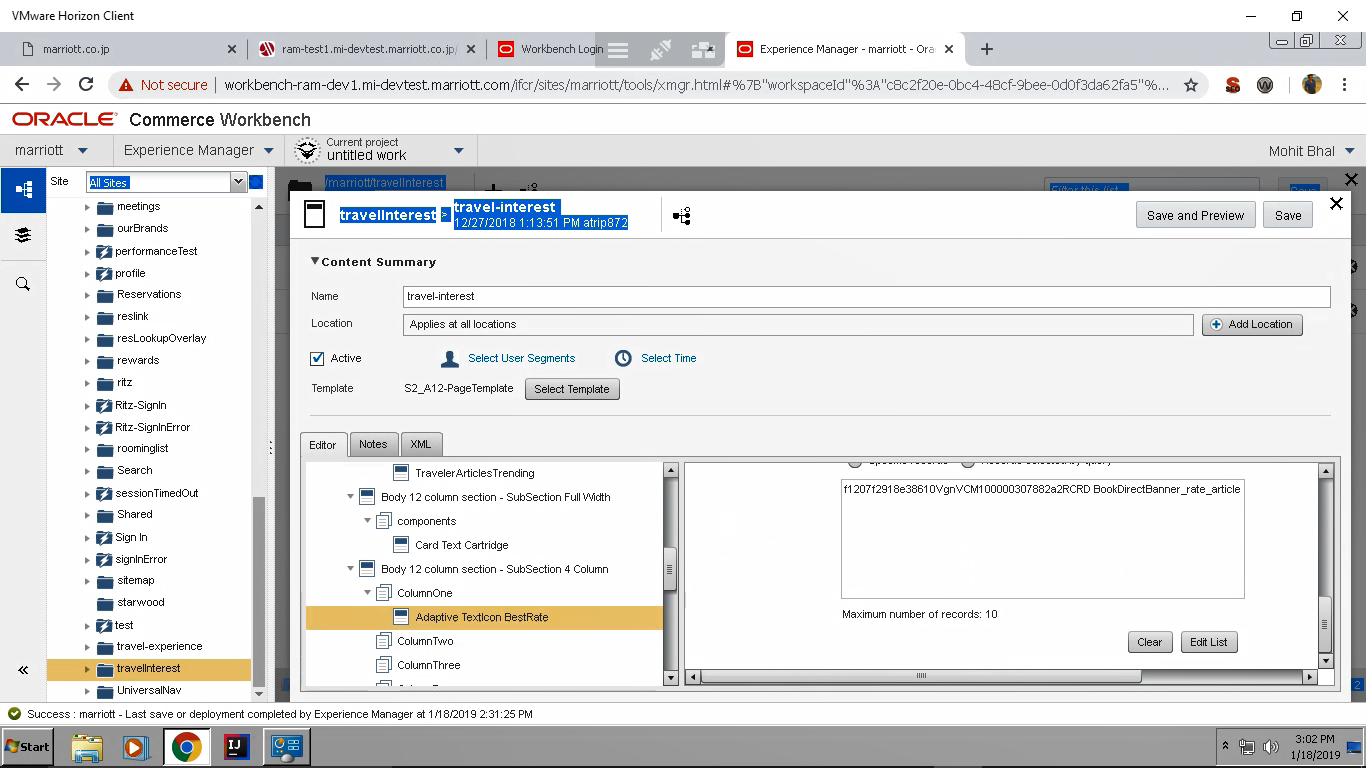 VMware Horizon Client
marriott.co.jp
ram-test1.mi-devtest.marriott.co.jp/
Workbench Login
Experience Manager - marriott - Ora
Not secure
workbench-ram-dev1.mi-devtest.marriott.com/ifcr/sites/marriott/tools/xmgr.html#%7B"workspaceId"%3A"c8c2f20e-0bc4-48cf-9bee-0d0f3da62fa5"%...
ORACLE Commerce Workbench
marriott
Experience Manager
Current project
untitled work
Mohit Bhal
Site
All Sites
/marriott/travelInterest
Filter this list...
Save
meetings
ourBrands
performanceTest
profile
Reservations
reslink
resLookupOverlay
rewards
ritz
Ritz-SignIn
Ritz-SignInError
roominglist
Search
sessionTimedOut
Shared
Sign In
signInError
sitemap
starwood
test
travel-experience
travelInterest
UniversalNav
travelInterest > travel-interest
12/27/2018 1:13:51 PM atrip872
Save and Preview
Save
Content Summary
Name
travel-interest
Location
Applies at all locations
Add Location
Active
Select User Segments
Select Time
Template
S2_A12-PageTemplate
Select Template
Editor
Notes
XML
TravelerArticlesTrending
Body 12 column section - SubSection Full Width
components
Card Text Cartridge
Body 12 column section - SubSection 4 Column
ColumnOne
Adaptive TextIcon BestRate
ColumnTwo
ColumnThree
f1207f2918e38610VgnVCM100000307882a2RCRD BookDirectBanner_rate_article
Maximum number of records: 10
Clear
Edit List
2
Success : marriott - Last save or deployment completed by Experience Manager at 1/18/2019 2:31:25 PM
Start
3:02 PM
1/18/2019